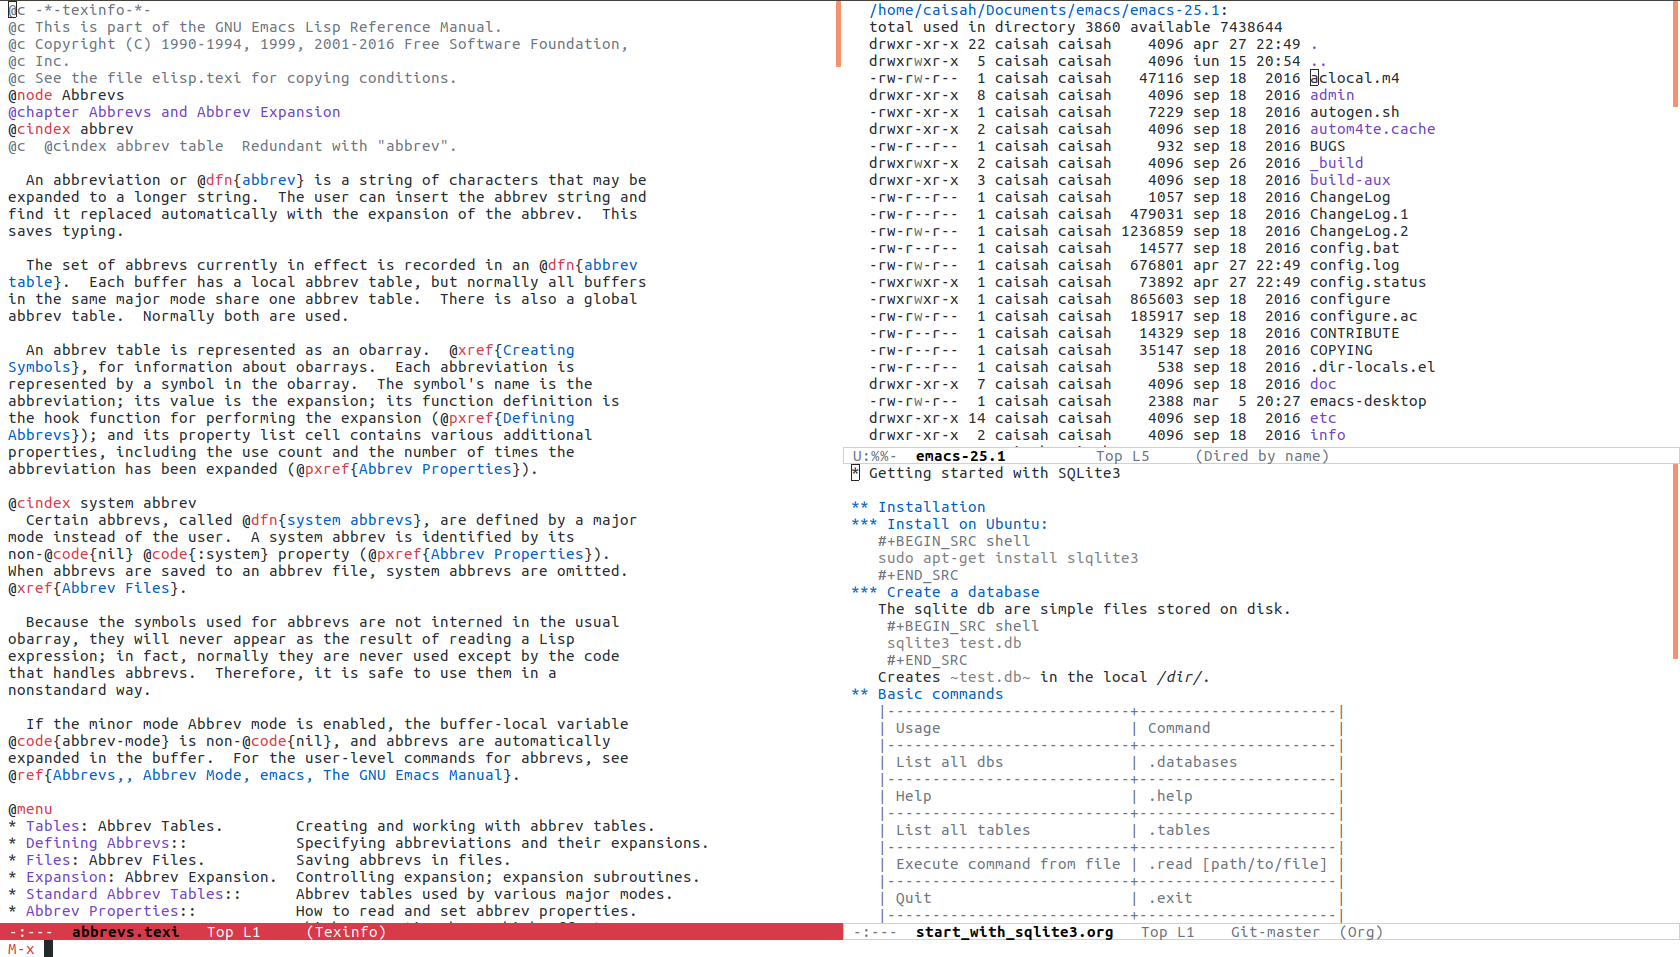 @c -*-texinfo-*-
@c This is part of the GNU Emacs Lisp Reference Manual.
@c Copyright (C) 1990-1994, 1999, 2001-2016 Free Software Foundation,
@c Inc.
@c See the file elisp.texi for copying conditions.
@node Abbrevs
@chapter Abbrevs and Abbrev Expansion
@cindex abbrev
@c  @cindex abbrev table  Redundant with "abbrev".

  An abbreviation or @dfn{abbrev} is a string of characters that may be
expanded to a longer string.  The user can insert the abbrev string and
find it replaced automatically with the expansion of the abbrev.  This
saves typing.

  The set of abbrevs currently in effect is recorded in an @dfn{abbrev
table}.  Each buffer has a local abbrev table, but normally all buffers
in the same major mode share one abbrev table.  There is also a global
abbrev table.  Normally both are used.

  An abbrev table is represented as an obarray.  @xref{Creating
Symbols}, for information about obarrays.  Each abbreviation is
represented by a symbol in the obarray.  The symbol's name is the
abbreviation; its value is the expansion; its function definition is
the hook function for performing the expansion (@pxref{Defining
Abbrevs}); and its property list cell contains various additional
properties, including the use count and the number of times the
abbreviation has been expanded (@pxref{Abbrev Properties}).

@cindex system abbrev
  Certain abbrevs, called @dfn{system abbrevs}, are defined by a major
mode instead of the user.  A system abbrev is identified by its
non-@code{nil} @code{:system} property (@pxref{Abbrev Properties}).
When abbrevs are saved to an abbrev file, system abbrevs are omitted.
@xref{Abbrev Files}.

  Because the symbols used for abbrevs are not interned in the usual
obarray, they will never appear as the result of reading a Lisp
expression; in fact, normally they are never used except by the code
that handles abbrevs.  Therefore, it is safe to use them in a
nonstandard way.

  If the minor mode Abbrev mode is enabled, the buffer-local variable
@code{abbrev-mode} is non-@code{nil}, and abbrevs are automatically
expanded in the buffer.  For the user-level commands for abbrevs, see
@ref{Abbrevs,, Abbrev Mode, emacs, The GNU Emacs Manual}.

@menu
* Tables: Abbrev Tables.        Creating and working with abbrev tables.
* Defining Abbrevs::            Specifying abbreviations and their expansions.
* Files: Abbrev Files.          Saving abbrevs in files.
* Expansion: Abbrev Expansion.  Controlling expansion; expansion subroutines.
* Standard Abbrev Tables::      Abbrev tables used by various major modes.
* Abbrev Properties::           How to read and set abbrev properties.
-:---  abbrevs.texi   Top L1     (Texinfo)
M-x
/home/caisah/Documents/emacs/emacs-25.1:
total used in directory 3860 available 7438644
drwxr-xr-x 22 caisah caisah    4096 apr 27 22:49 .
drwxrwxr-x  5 caisah caisah    4096 iun 15 20:54 ..
-rw-rw-r--  1 caisah caisah   47116 sep 18  2016 aclocal.m4
drwxr-xr-x  8 caisah caisah    4096 sep 18  2016 admin
-rwxr-xr-x  1 caisah caisah    7229 sep 18  2016 autogen.sh
drwxr-xr-x  2 caisah caisah    4096 sep 18  2016 autom4te.cache
-rw-r--r--  1 caisah caisah     932 sep 18  2016 BUGS
drwxrwxr-x  2 caisah caisah    4096 sep 26  2016 _build
drwxr-xr-x  3 caisah caisah    4096 sep 18  2016 build-aux
-rw-r--r--  1 caisah caisah    1057 sep 18  2016 ChangeLog
-rw-r--r--  1 caisah caisah  479031 sep 18  2016 ChangeLog.1
-rw-rw-r--  1 caisah caisah 1236859 sep 18  2016 ChangeLog.2
-rw-r--r--  1 caisah caisah   14577 sep 18  2016 config.bat
-rw-rw-r--  1 caisah caisah  676801 apr 27 22:49 config.log
-rwxrwxr-x  1 caisah caisah   73892 apr 27 22:49 config.status
-rwxrwxr-x  1 caisah caisah  865603 sep 18  2016 configure
-rw-rw-r--  1 caisah caisah  185917 sep 18  2016 configure.ac
-rw-r--r--  1 caisah caisah   14329 sep 18  2016 CONTRIBUTE
-rw-r--r--  1 caisah caisah   35147 sep 18  2016 COPYING
-rw-r--r--  1 caisah caisah     538 sep 18  2016 .dir-locals.el
drwxr-xr-x  7 caisah caisah    4096 sep 18  2016 doc
-rw-rw-r--  1 caisah caisah    2388 mar  5 20:27 emacs-desktop
drwxr-xr-x 14 caisah caisah    4096 sep 18  2016 etc
drwxr-xr-x  2 caisah caisah    4096 sep 18  2016 info
U:%%-  emacs-25.1          Top L5     (Dired by name)
* Getting started with SQLite3

** Installation
*** Install on Ubuntu:
   #+BEGIN_SRC shell
   sudo apt-get install slqlite3
   #+END_SRC
*** Create a database
   The sqlite db are simple files stored on disk.
    #+BEGIN_SRC shell
    sqlite3 test.db
    #+END_SRC
   Creates ~test.db~ in the local /dir/.
** Basic commands
   |---------------------------+----------------------|
   | Usage                     | Command              |
   |---------------------------+----------------------|
   | List all dbs              | .databases           |
   |---------------------------+----------------------|
   | Help                      | .help                |
   |---------------------------+----------------------|
   | List all tables           | .tables              |
   |---------------------------+----------------------|
   | Execute command from file | .read [path/to/file] |
   |---------------------------+----------------------|
   | Quit                      | .exit                |
   |---------------------------+----------------------|
-:---  start_with_sqlite3.org   Top L1    Git-master  (Org)